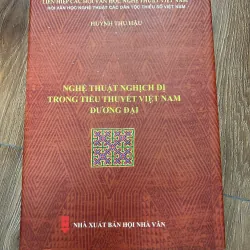 LIÊN HIỆP CÁC HỘI VĂN HỌC NGHỆ THUẬT VIỆT NAM
HỘI VĂN HỌC NGHỆ THUẬT CÁC DÂN TỘC THIỂU SỐ VIỆT NAM
HUỲNH THU HẬU
NGHỆ THUẬT NGHỊCH DỊ
TRONG TIỂU THUYẾT VIỆT NAM
ĐƯƠNG ĐẠI
NHÀ XUẤT BẢN HỘI NHÀ VĂN